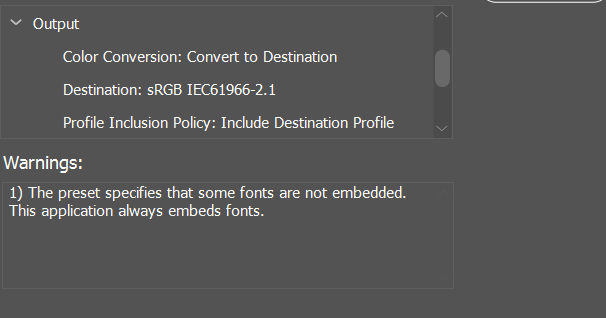 Output
Color Conversion: Convert to Destination
Destination: sRGB IEC61966-2.1
Profile Inclusion Policy: Include Destination Profile
Warnings:
1) The preset specifies that some fonts are not embedded.
This application always embeds fonts.